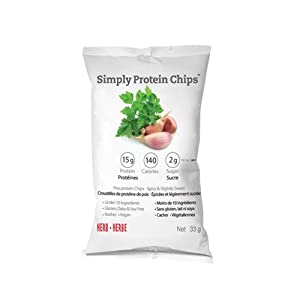 Simply Protein Chips™
15g
140
2g
Protein
Protéines
Calories
Sugar
Sucre
Pea protein Chips - Spicy & Slightly Sweet
Croustilles de protéine de pois - Épicées et légèrement sucrées
• Under 10 Ingredients
• Gluten, Dairy & Soy Free
• Kosher • Vegan
• Moins de 10 ingrédients
• Sans gluten, lait ni soya
• Cacher • Végétaliennes
HERB • HERBE
Net 33 g